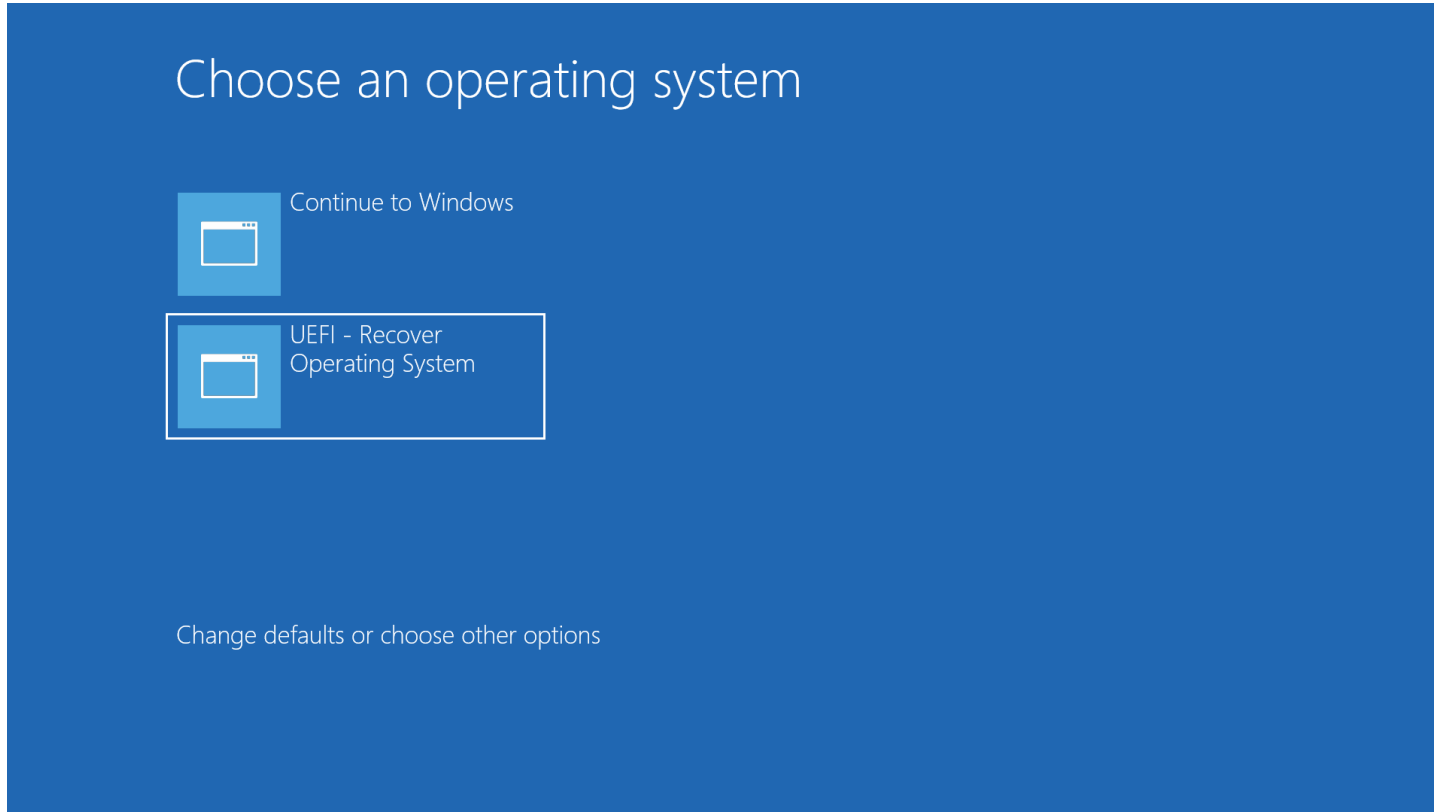 Choose an operating system
Continue to Windows
UEFI - Recover
Operating System
Change defaults or choose other options